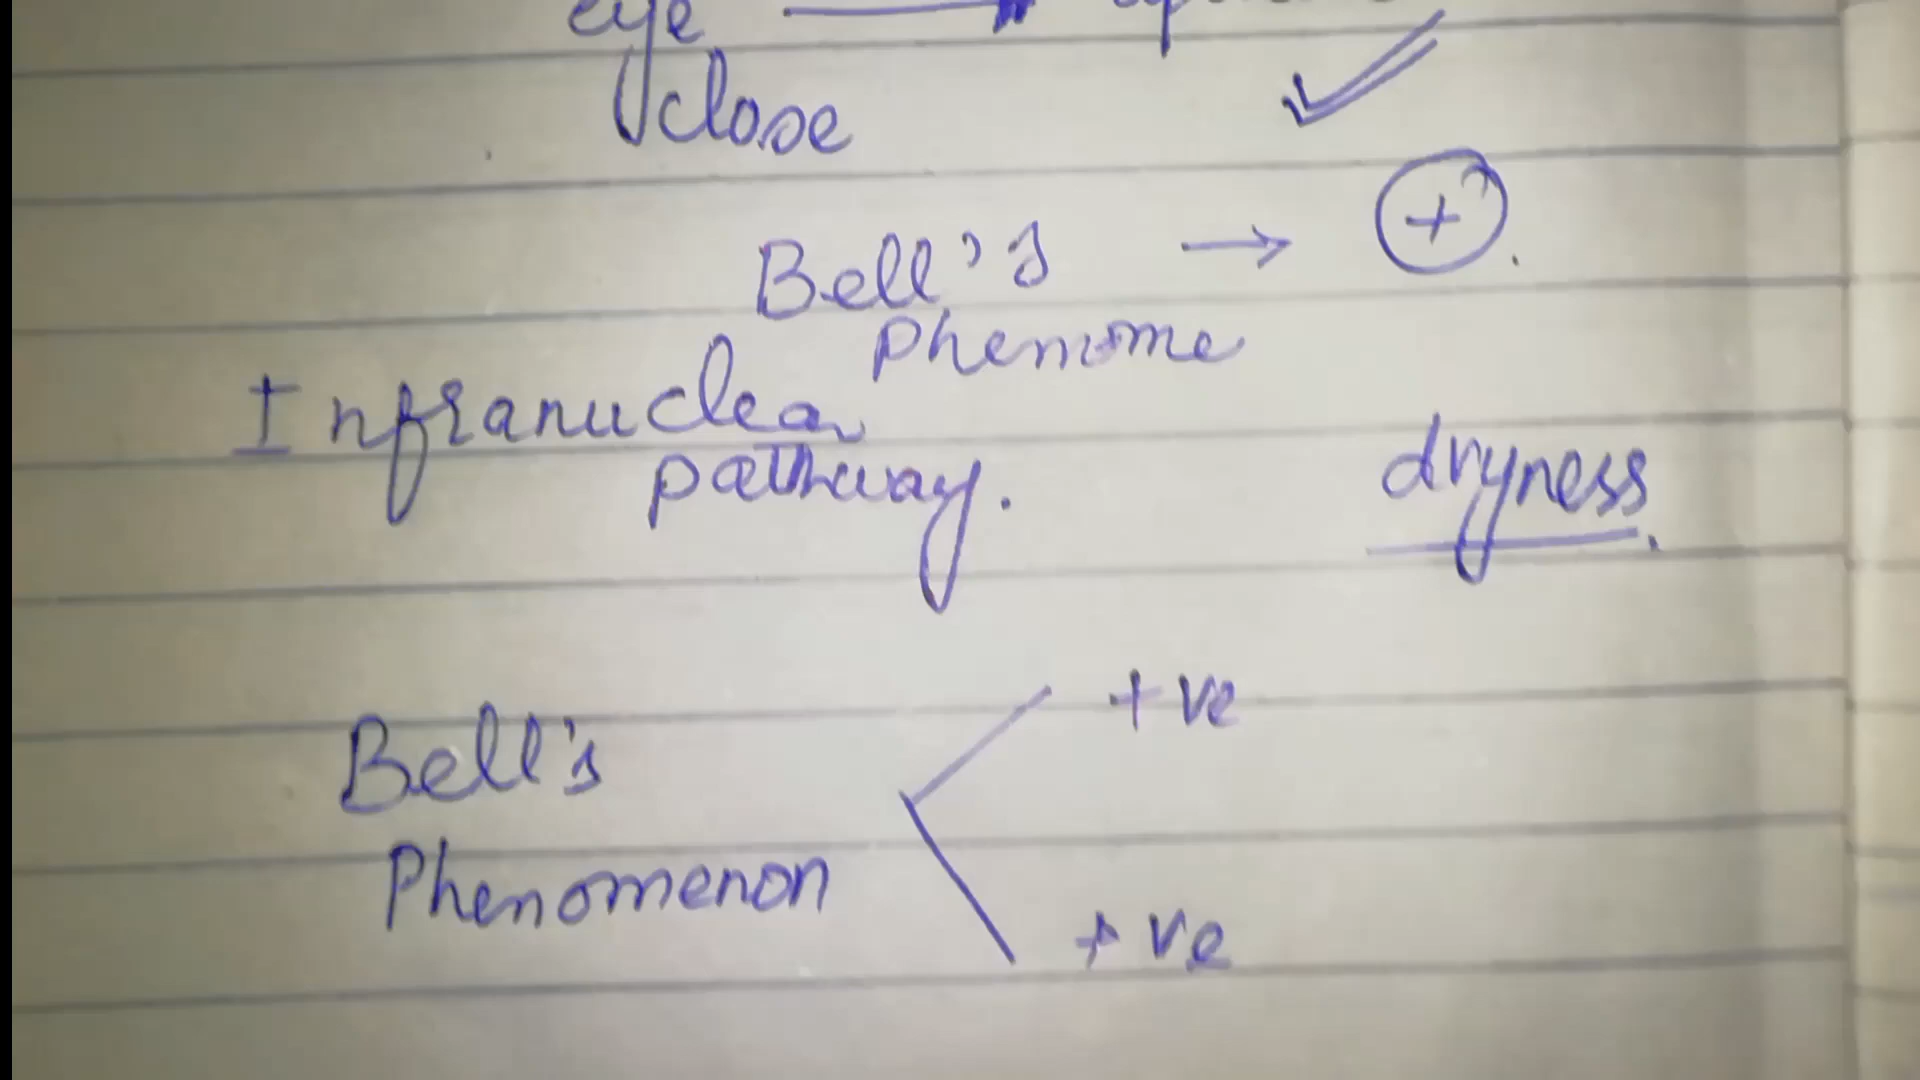 eye →
close
Bell's → +
Phenome
Infranuclear
pathway.
dryness.
Bell's
Phenomenon
+ve
+ve